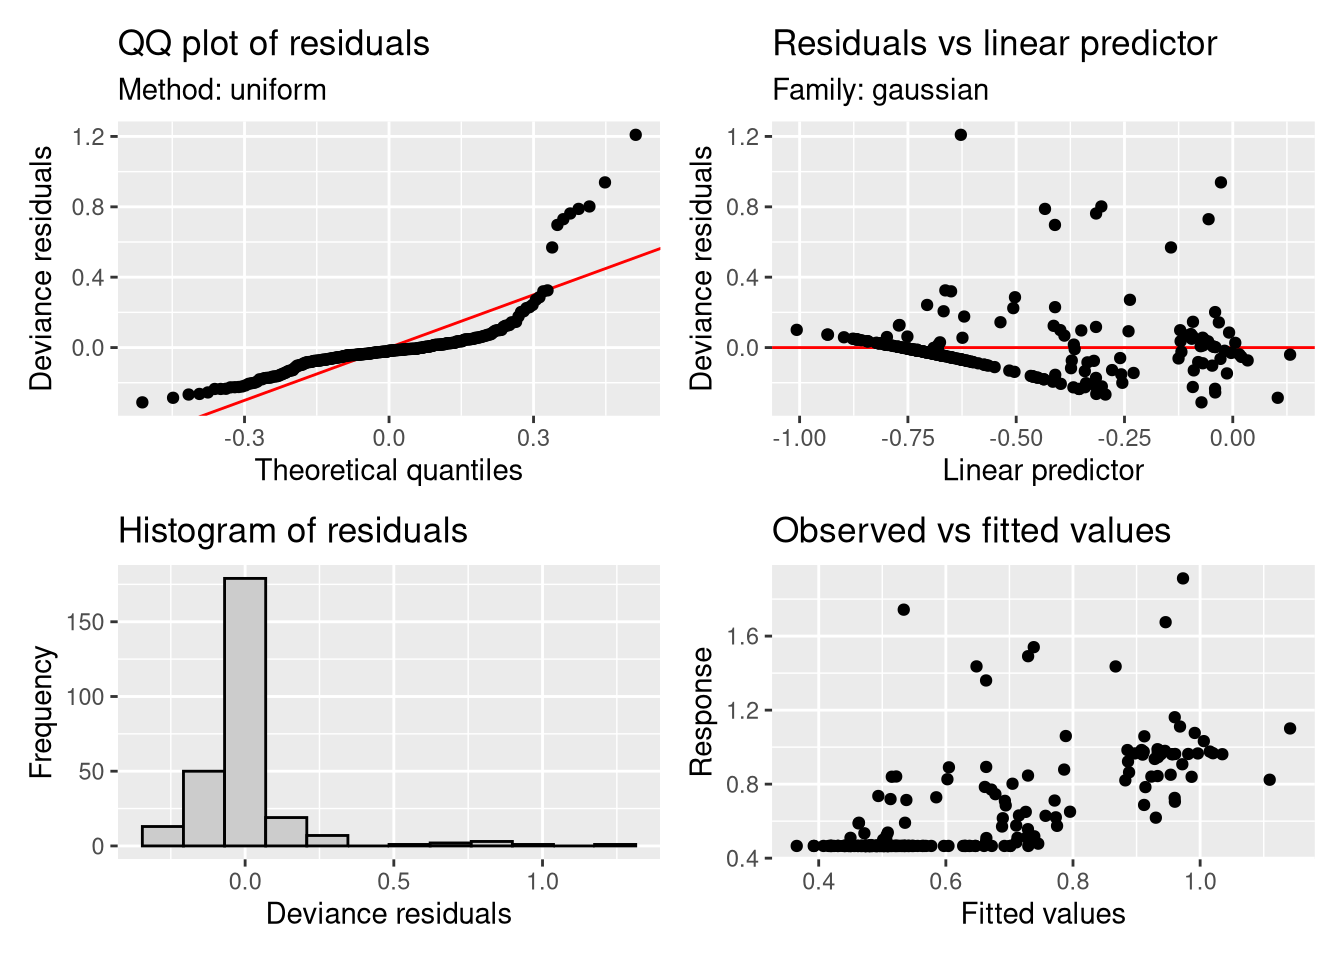 QQ plot of residuals
Method: uniform
Deviance residuals
1.2
0.8
0.4
0.0
-0.3
0.0
0.3
Theoretical quantiles
Residuals vs linear predictor
Family: gaussian
Deviance residuals
1.2
0.8
0.4
0.0
-1.00
-0.75
-0.50
-0.25
0.00
Linear predictor
Histogram of residuals
Frequency
150
100
50
0
0.0
0.5
1.0
Deviance residuals
Observed vs fitted values
Response
1.6
1.2
0.8
0.4
0.4
0.6
0.8
1.0
Fitted values